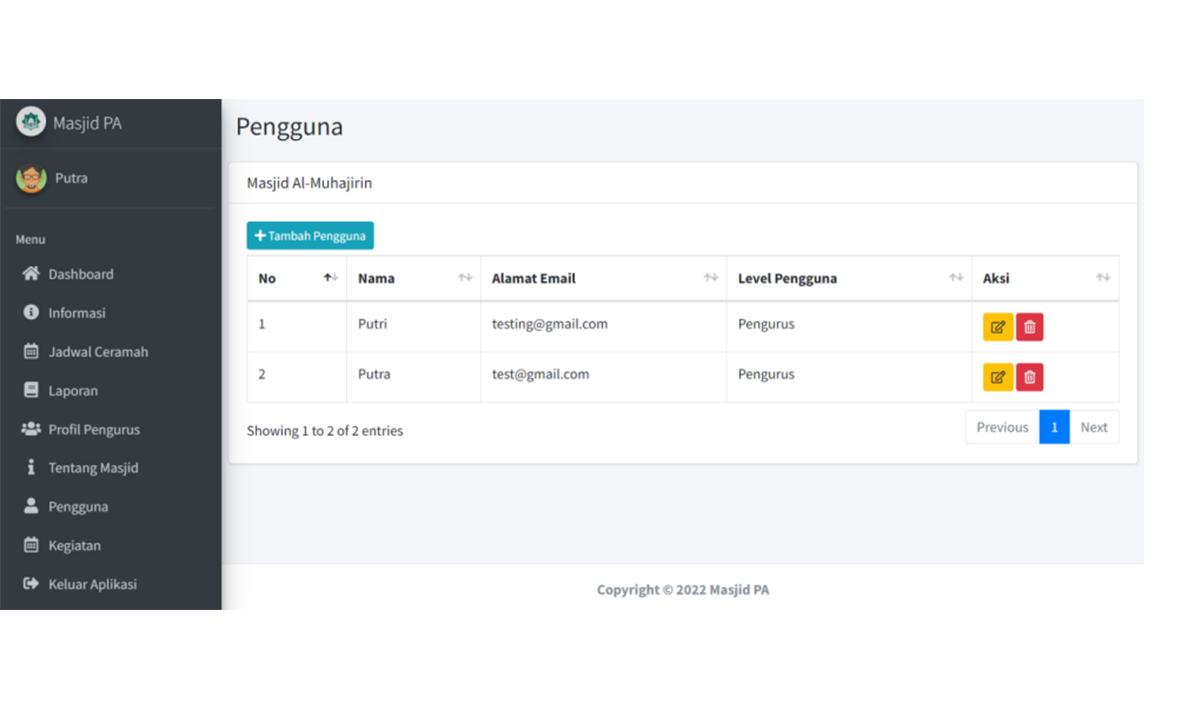 Masjid PA
Putra
Menu
Dashboard
Informasi
Jadwal Ceramah
Laporan
Profil Pengurus
Tentang Masjid
Pengguna
Kegiatan
Keluar Aplikasi
Pengguna
Masjid Al-Muhajirin
Tambah Pengguna
No Nama Alamat Email Level Pengguna Aksi
1 Putri testing@gmail.com Pengurus
2 Putra test@gmail.com Pengurus
Showing 1 to 2 of 2 entries
Previous 1 Next
Copyright © 2022 Masjid PA